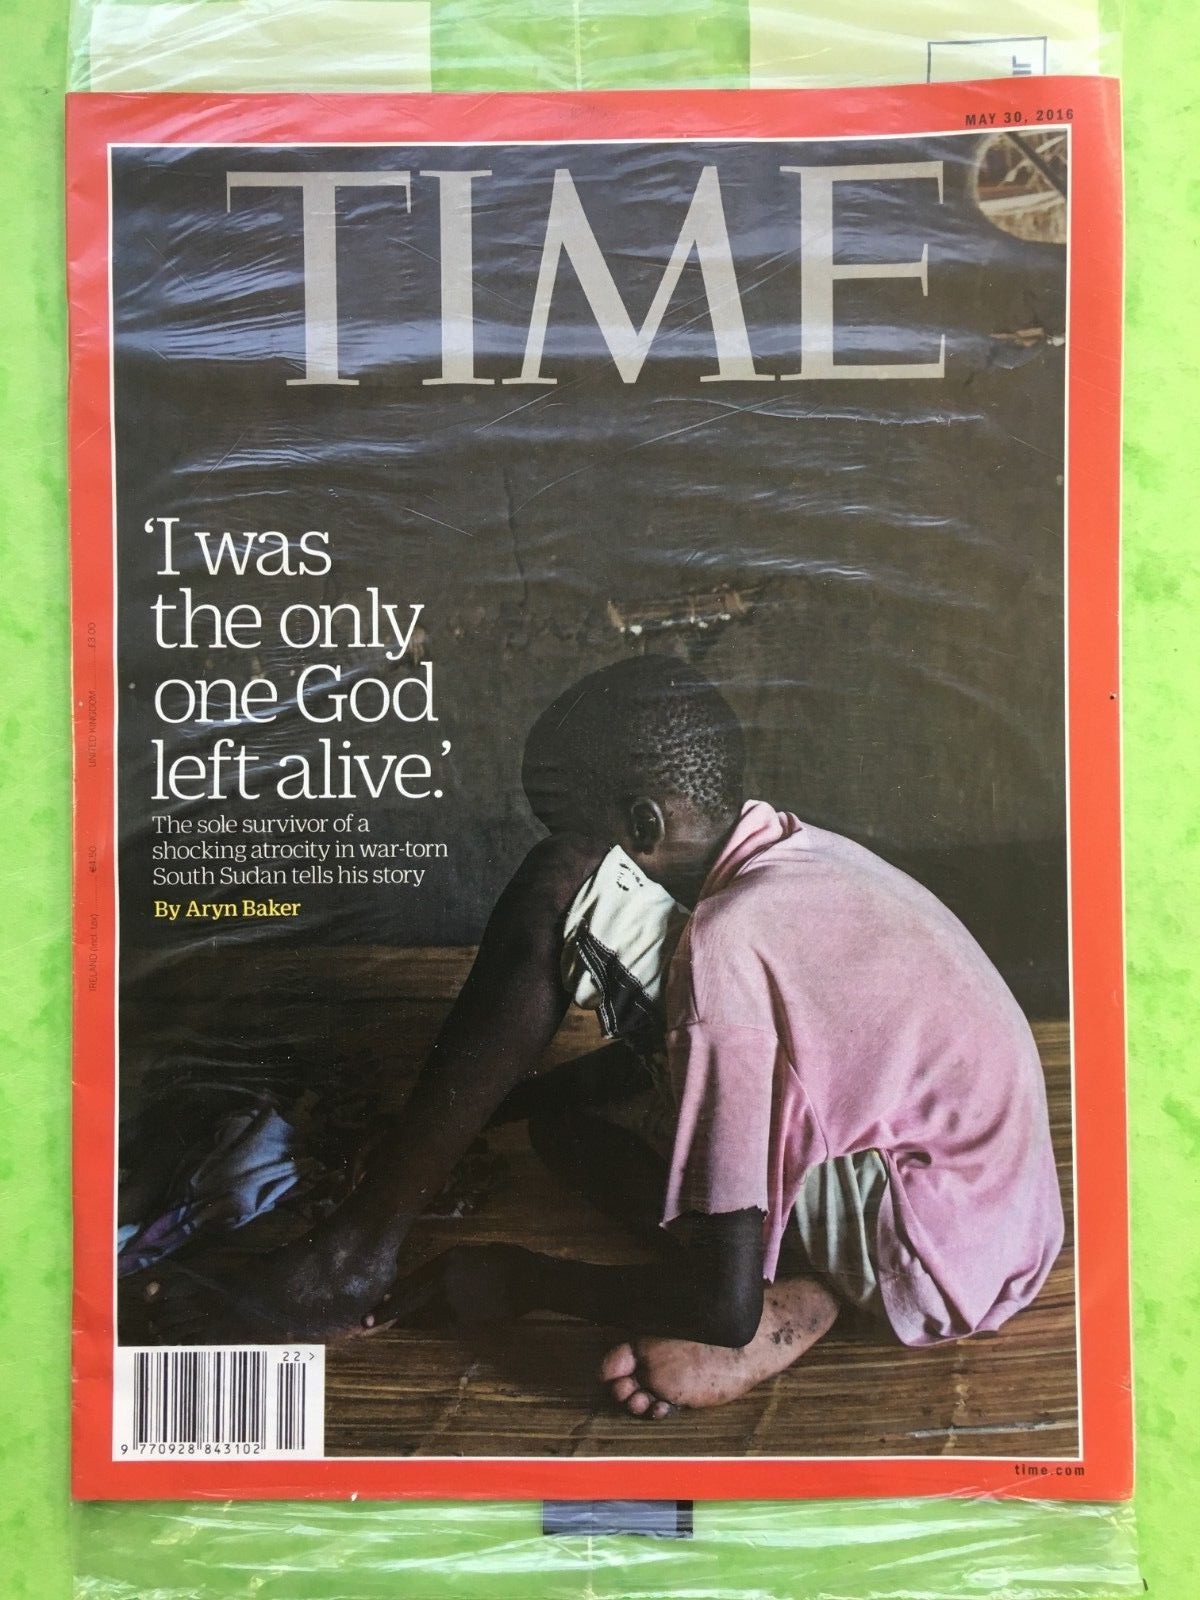 MAY 30, 2016
TIME
‘I was
the only
one God
left alive.’
The sole survivor of a
shocking atrocity in war-torn
South Sudan tells his story
By Aryn Baker
UNITED KINGDOM ............ £3.00
IRELAND (incl. tax) ............ €4.50
22 >
9 770928 843102
time.com